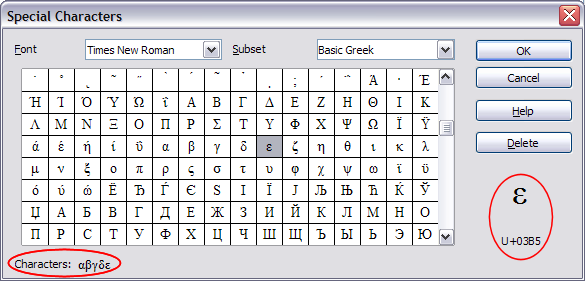 Special Characters
Font Times New Roman Subset Basic Greek
OK
Cancel
Help
Delete
˙ ˚ ˛ ˜ ˝ ̀ ́ ̃ ̉ ̣ ; ΄ ΅ Ά · Έ
Ή Ί Ό Ύ Ώ ΐ Α Β Γ Δ Ε Ζ Η Θ Ι Κ
Λ Μ Ν Ξ Ο Π Ρ Σ Τ Υ Φ Χ Ψ Ω Ϊ Ϋ
ά έ ή ί ΰ α β γ δ ε ζ η θ ι κ λ
μ ν ξ ο π ρ ς σ τ υ φ χ ψ ω ϊ ϋ
ό ύ ώ Ё Ђ Ѓ Є Ѕ І Ї Ј Љ Њ Ћ Ќ Ў
Џ А Б В Г Д Е Ж З И Й К Л М Н О
П Р С Т У Ф Х Ц Ч Ш Щ Ъ Ы Ь Э Ю
ε
U+03B5
Characters: αβγδε